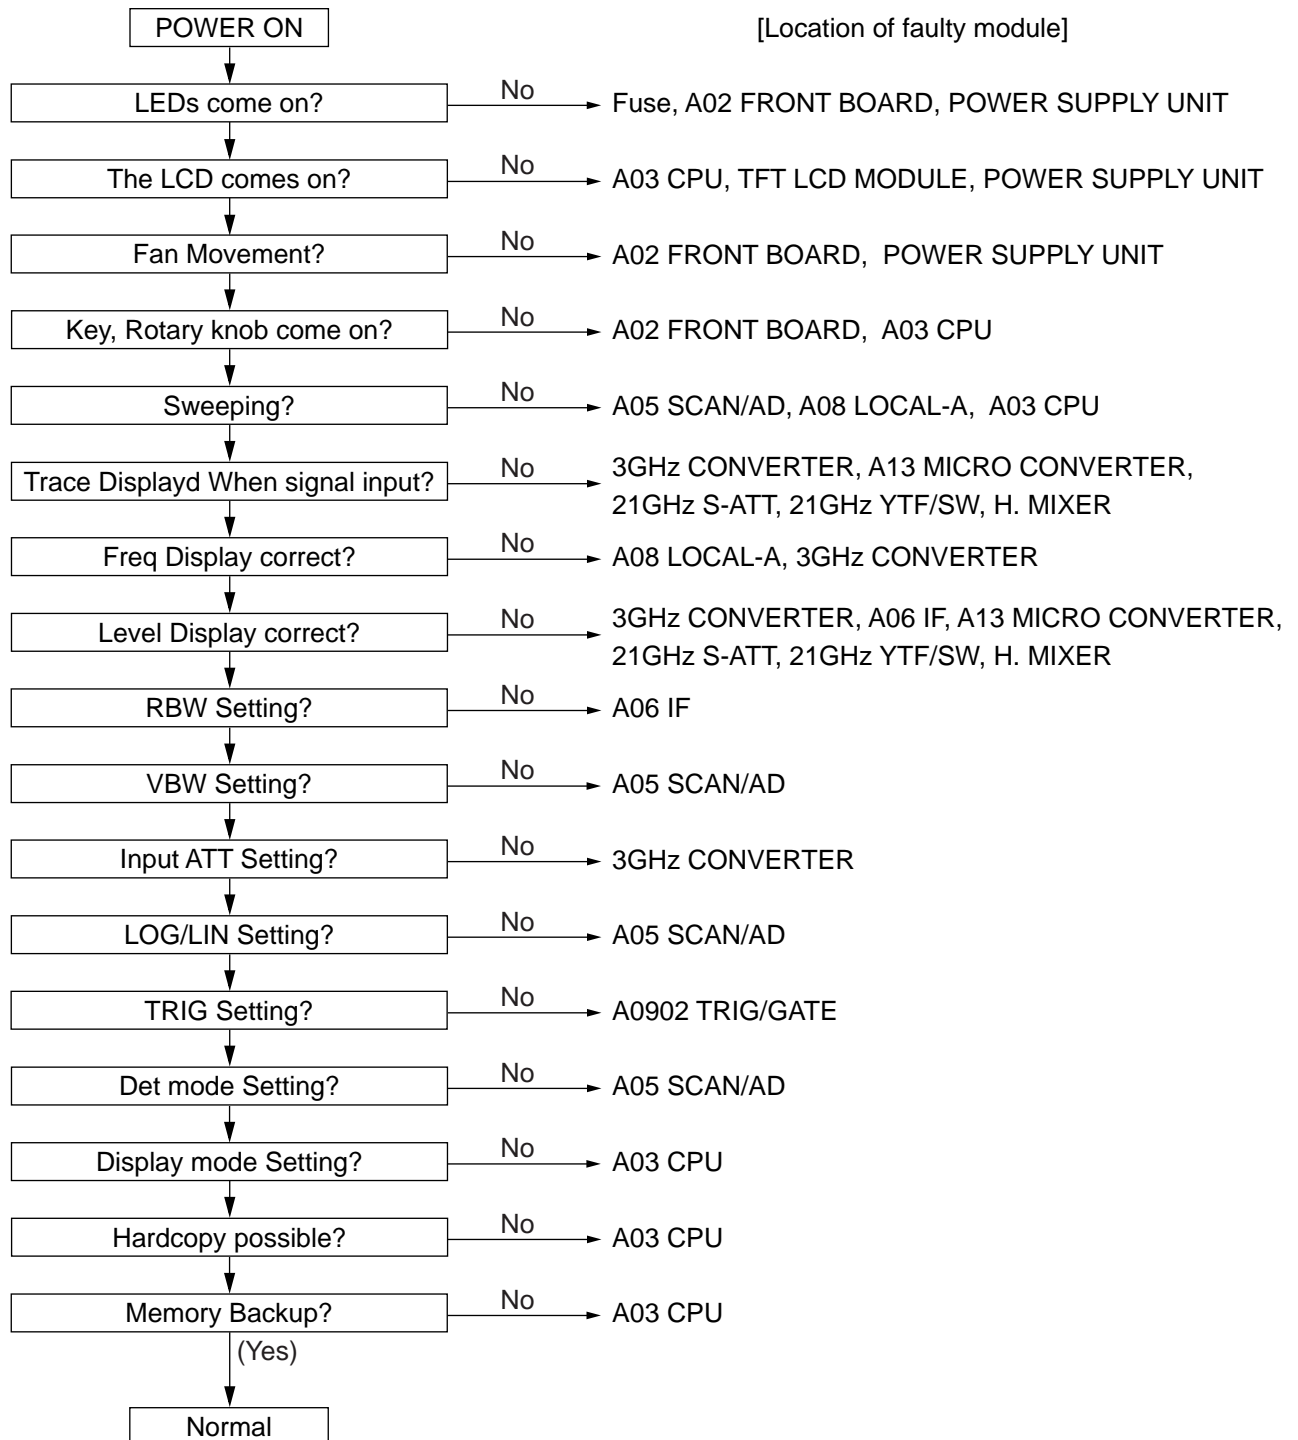 POWER ON
[Location of faulty module]
LEDs come on?
No
Fuse, A02 FRONT BOARD, POWER SUPPLY UNIT
The LCD comes on?
No
A03 CPU, TFT LCD MODULE, POWER SUPPLY UNIT
Fan Movement?
No
A02 FRONT BOARD, POWER SUPPLY UNIT
Key, Rotary knob come on?
No
A02 FRONT BOARD, A03 CPU
Sweeping?
No
A05 SCAN/AD, A08 LOCAL-A, A03 CPU
Trace Displayd When signal input?
No
3GHz CONVERTER, A13 MICRO CONVERTER,
21GHz S-ATT, 21GHz YTF/SW, H. MIXER
Freq Display correct?
No
A08 LOCAL-A, 3GHz CONVERTER
Level Display correct?
No
3GHz CONVERTER, A06 IF, A13 MICRO CONVERTER,
21GHz S-ATT, 21GHz YTF/SW, H. MIXER
RBW Setting?
No
A06 IF
VBW Setting?
No
A05 SCAN/AD
Input ATT Setting?
No
3GHz CONVERTER
LOG/LIN Setting?
No
A05 SCAN/AD
TRIG Setting?
No
A0902 TRIG/GATE
Det mode Setting?
No
A05 SCAN/AD
Display mode Setting?
No
A03 CPU
Hardcopy possible?
No
A03 CPU
Memory Backup?
No
A03 CPU
(Yes)
Normal